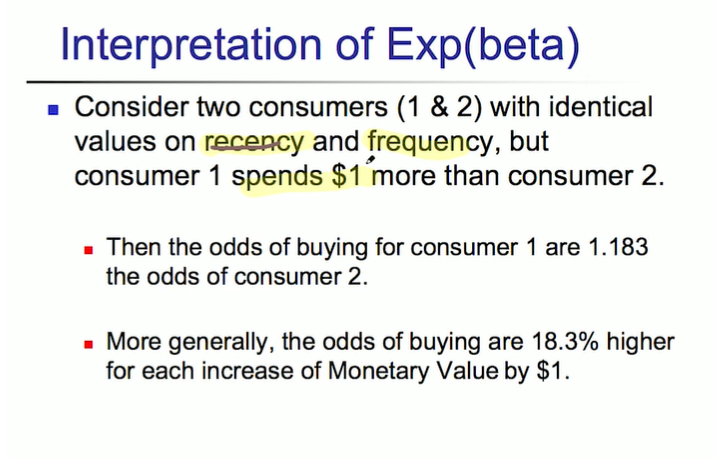 Interpretation of Exp(beta)
Consider two consumers (1 & 2) with identical
values on recency and frequency, but
consumer 1 spends $1 more than consumer 2.
Then the odds of buying for consumer 1 are 1.183
the odds of consumer 2.
More generally, the odds of buying are 18.3% higher
for each increase of Monetary Value by $1.